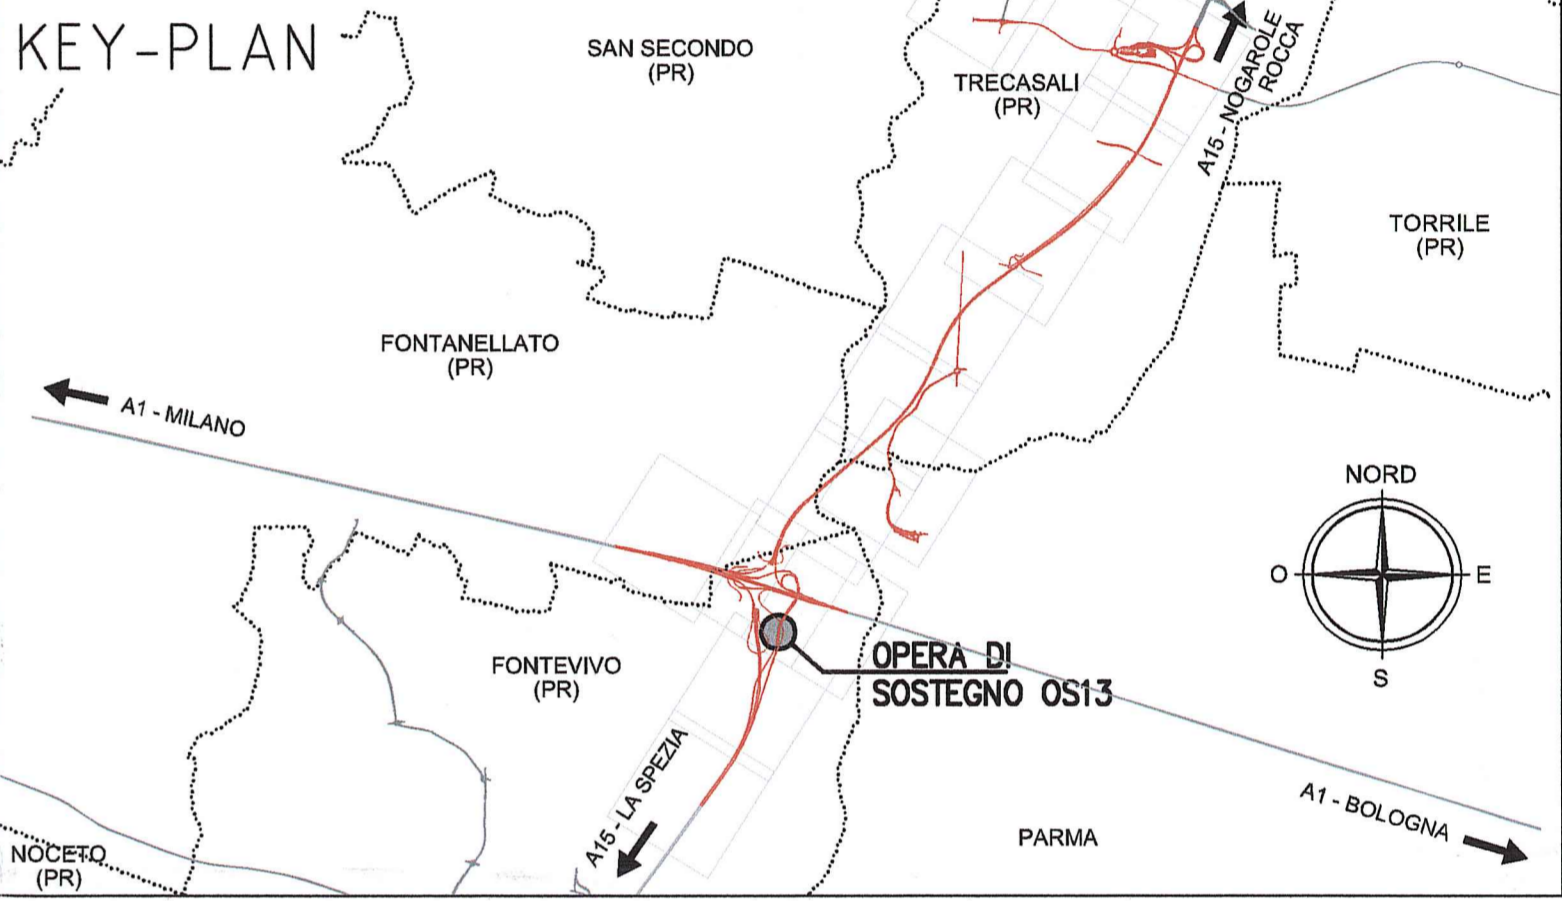 KEY-PLAN
SAN SECONDO
(PR)
TRECASALI
(PR)
A15 - NOGAROLE
ROCCA
TORRILE
(PR)
FONTANELLATO
(PR)
A1 - MILANO
NORD
O
E
S
FONTEVIVO
(PR)
OPERA DI
SOSTEGNO OS13
A15 - LA SPEZIA
A1 - BOLOGNA
PARMA
NOCETO
(PR)